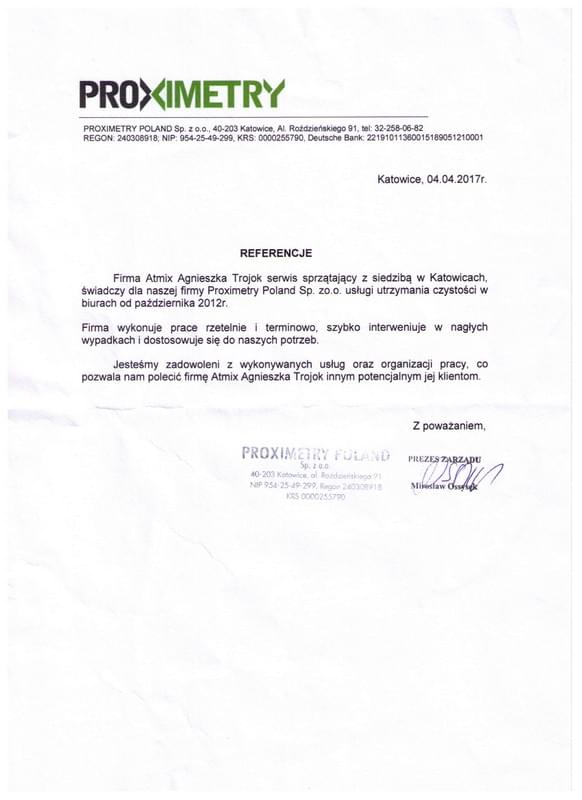 PROXIMETRY
PROXIMETRY POLAND Sp. z o.o., 40-203 Katowice, Al. Roździeńskiego 91, tel: 32-258-06-82
REGON: 240308918; NIP: 954-25-49-299, KRS: 0000255790, Deutsche Bank: 22191011360015189051210001
Katowice, 04.04.2017r.
REFERENCJE
Firma Atmix Agnieszka Trojok serwis sprzątający z siedzibą w Katowicach,
świadczy dla naszej firmy Proximetry Poland Sp. zo.o. usługi utrzymania czystości w
biurach od października 2012r.
Firma wykonuje prace rzetelnie i terminowo, szybko interweniuje w nagłych
wypadkach i dostosowuje się do naszych potrzeb.
Jesteśmy zadowoleni z wykonywanych usług oraz organizacji pracy, co
pozwala nam polecić firmę Atmix Agnieszka Trojok innym potencjalnym jej klientom.
Z poważaniem,
PROXIMETRY POLAND
Sp. z o.o.
40-203 Katowice, al. Roździeńskiego 91
NIP 954-25-49-299, Regon 240308918
KRS 0000255790
PREZES ZARZĄDU
Mirosław